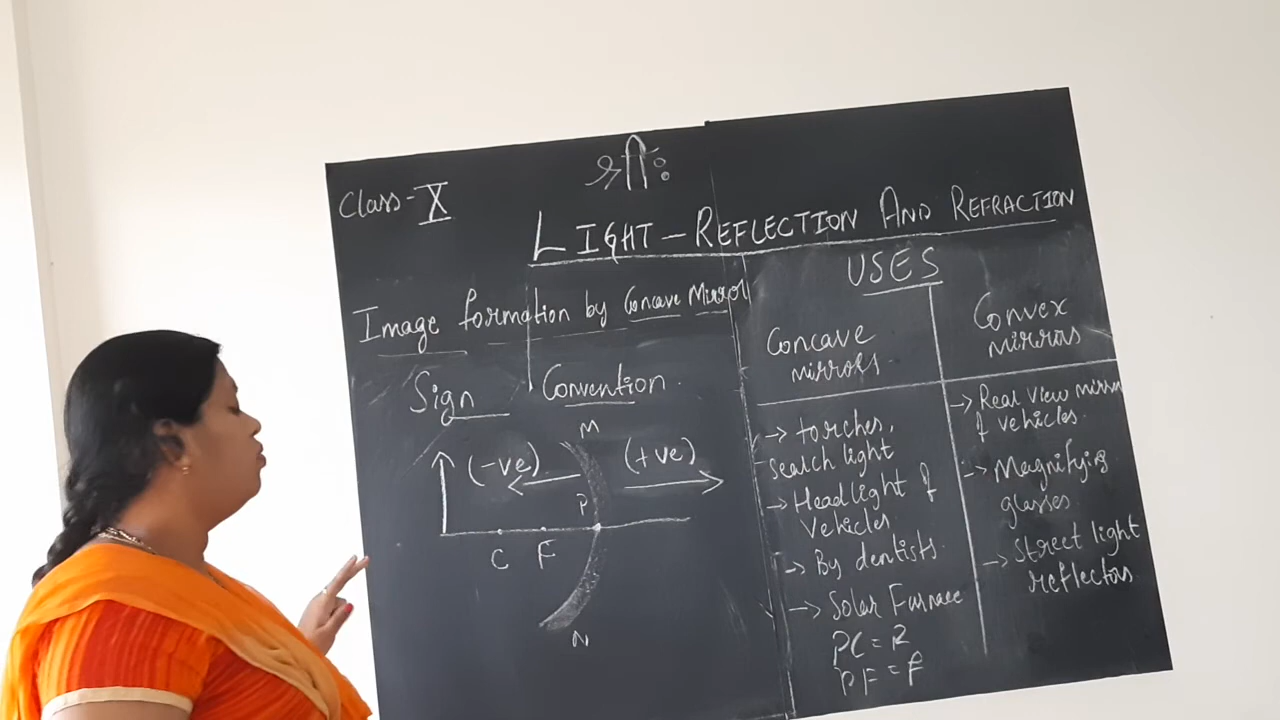 Class-X
LIGHT-REFLECTION AND REFRACTION
Image formation by Concave Mirror
Sign Convention.
M
(-ve)
(+ve)
P
C
F
N
USES
Concave
mirrors.
→ torches,
search light
→ Headlight of
vehicles
→ By dentists.
→ Solar Furnace
PC = R
PF = f
Convex
mirrors
→ Real view mirror
of vehicles.
→ Magnifying
glasses
→ Street light
reflectors